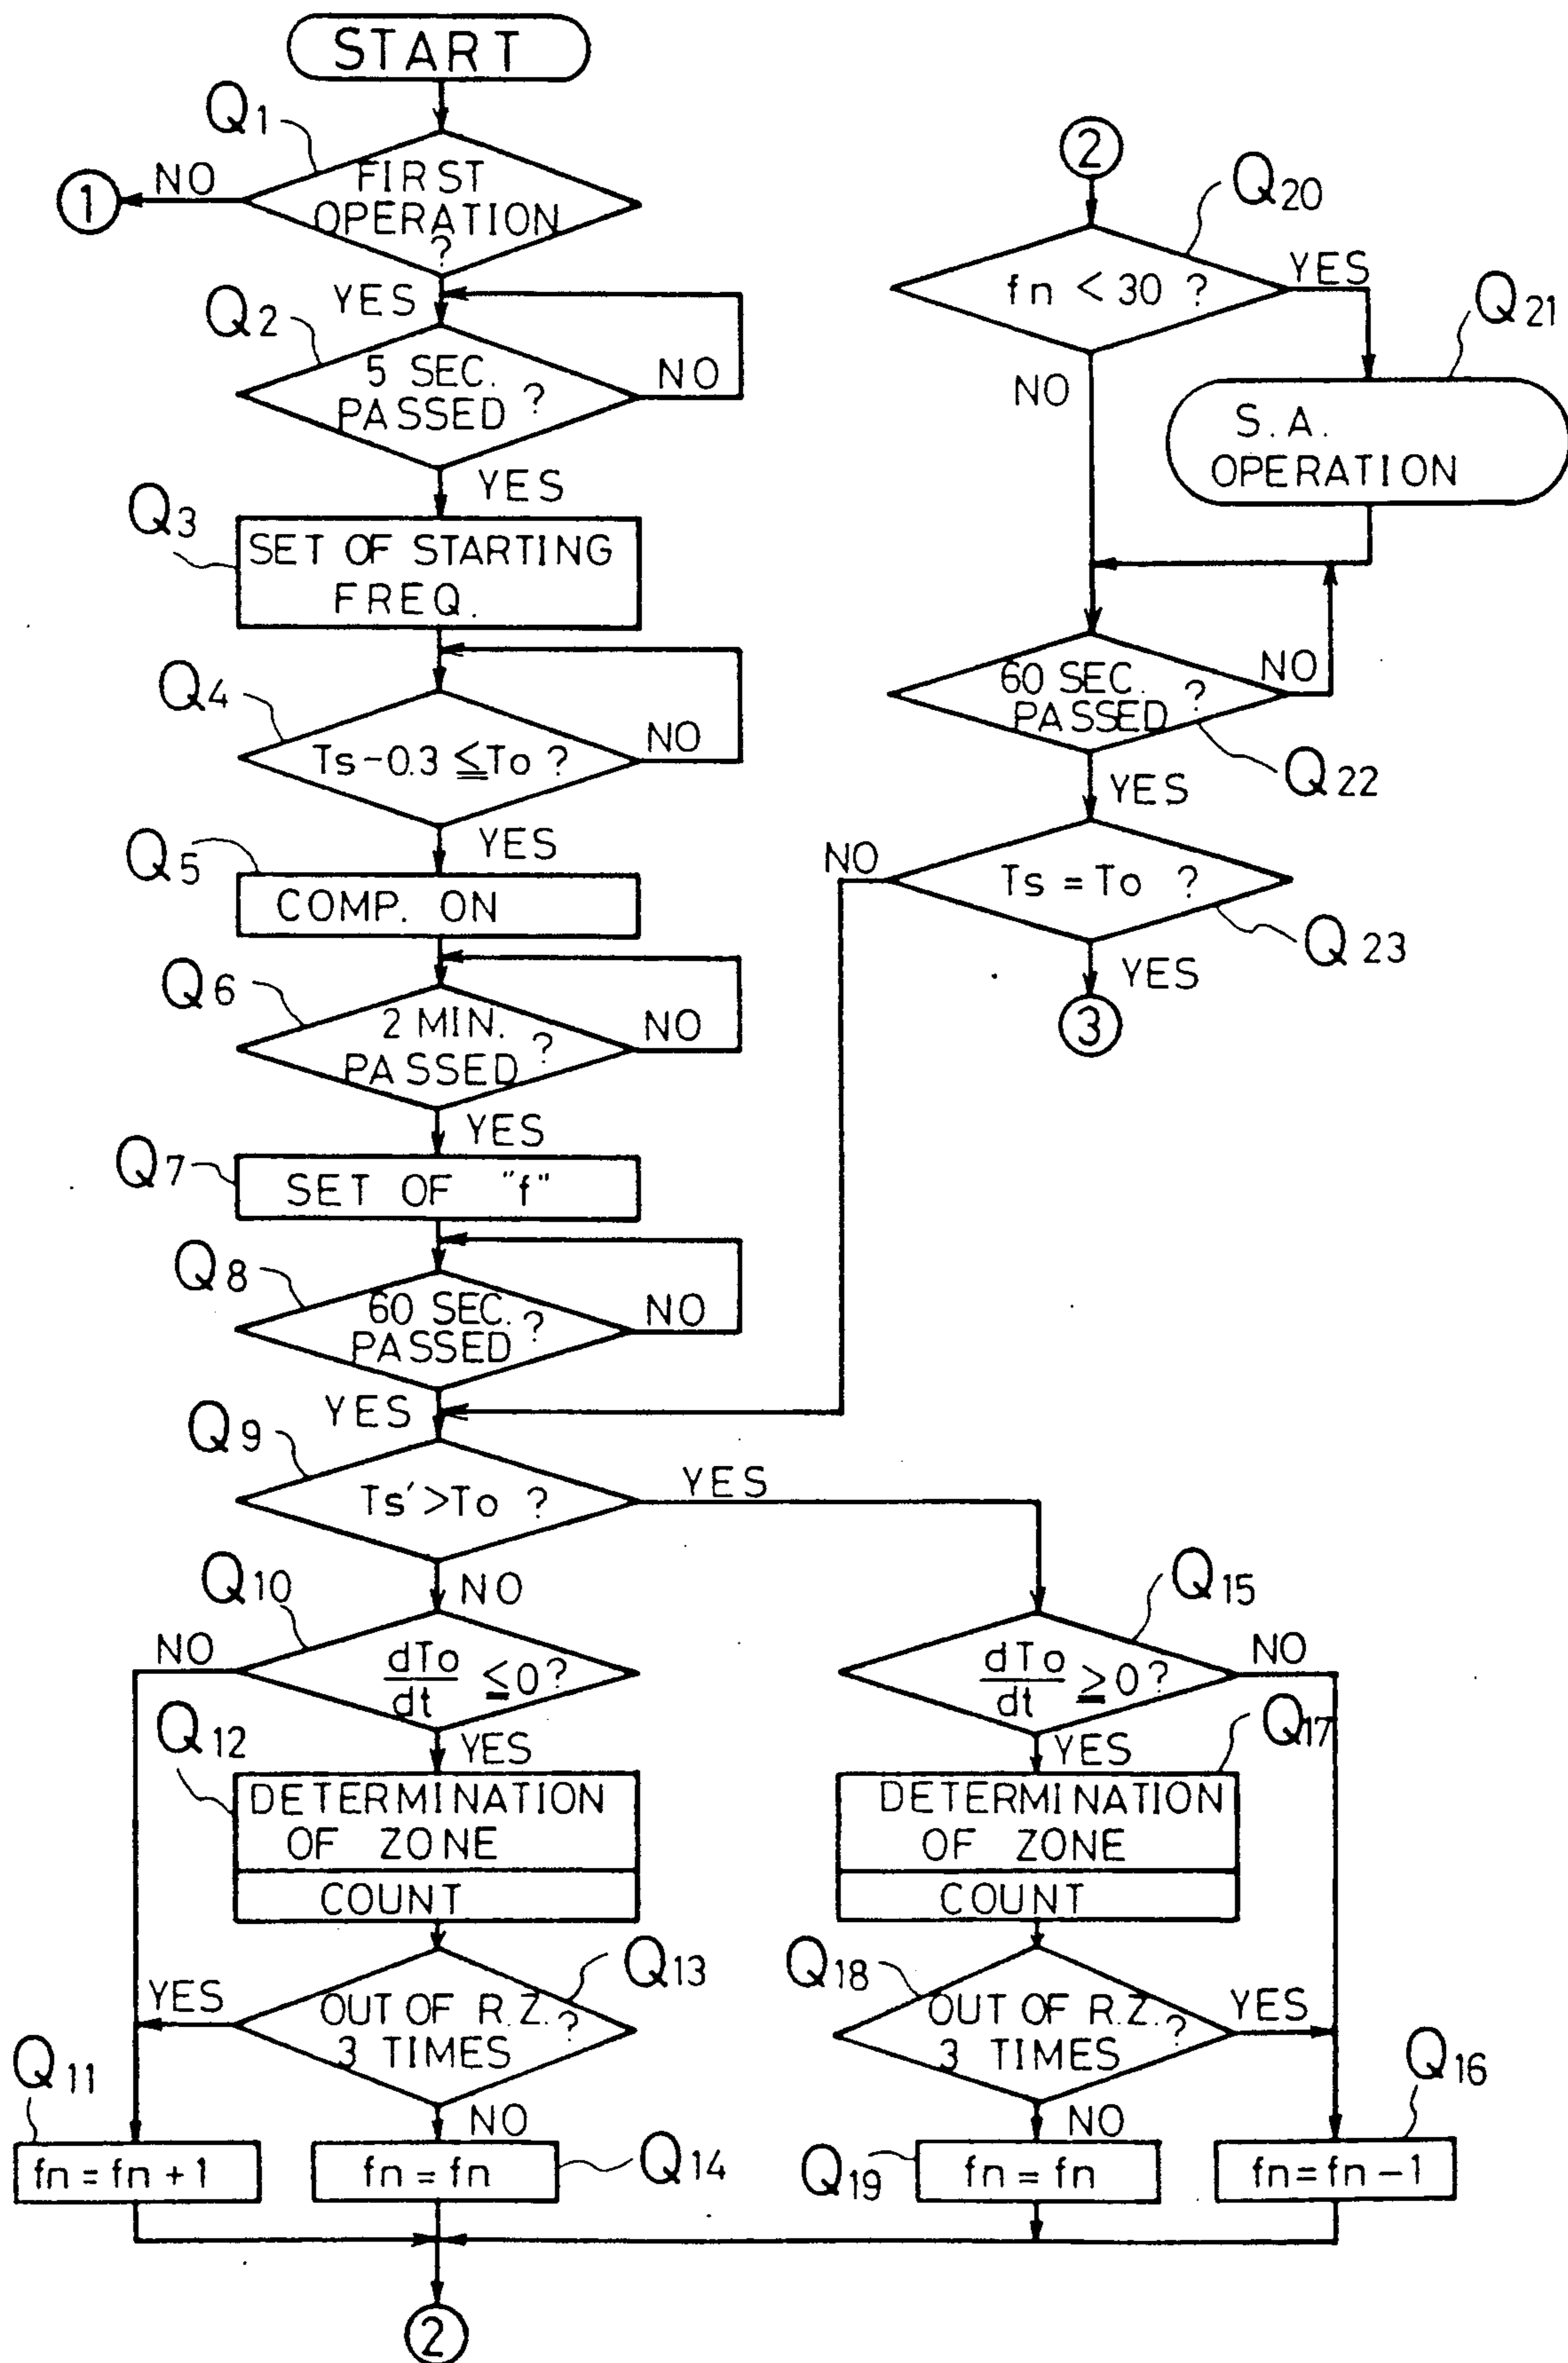 START
Q1
FIRST
OPERATION
?
NO
1
YES
Q2
5 SEC.
PASSED ?
NO
YES
Q3
SET OF STARTING
FREQ.
Q4
Ts-0.3 ≦ To ?
NO
YES
Q5
COMP. ON
Q6
2 MIN.
PASSED ?
NO
YES
Q7
SET OF "f"
Q8
60 SEC.
PASSED ?
NO
YES
Q9
Ts'>To ?
YES
NO
Q10
dTo
dt
≦0?
NO
YES
Q12
DETERMINATION
OF ZONE
COUNT
Q13
OUT OF R.Z.
3 TIMES ?
YES
NO
Q11
fn = fn + 1
fn = fn
Q14
Q15
dTo
dt
≧0?
NO
YES
Q17
DETERMINATION
OF ZONE
COUNT
Q18
OUT OF R.Z.
3 TIMES ?
YES
NO
Q19
fn = fn
Q16
fn = fn - 1
2
2
Q20
fn < 30 ?
YES
NO
Q21
S.A.
OPERATION
60 SEC.
PASSED ?
NO
Q22
YES
Ts = To ?
NO
Q23
YES
3